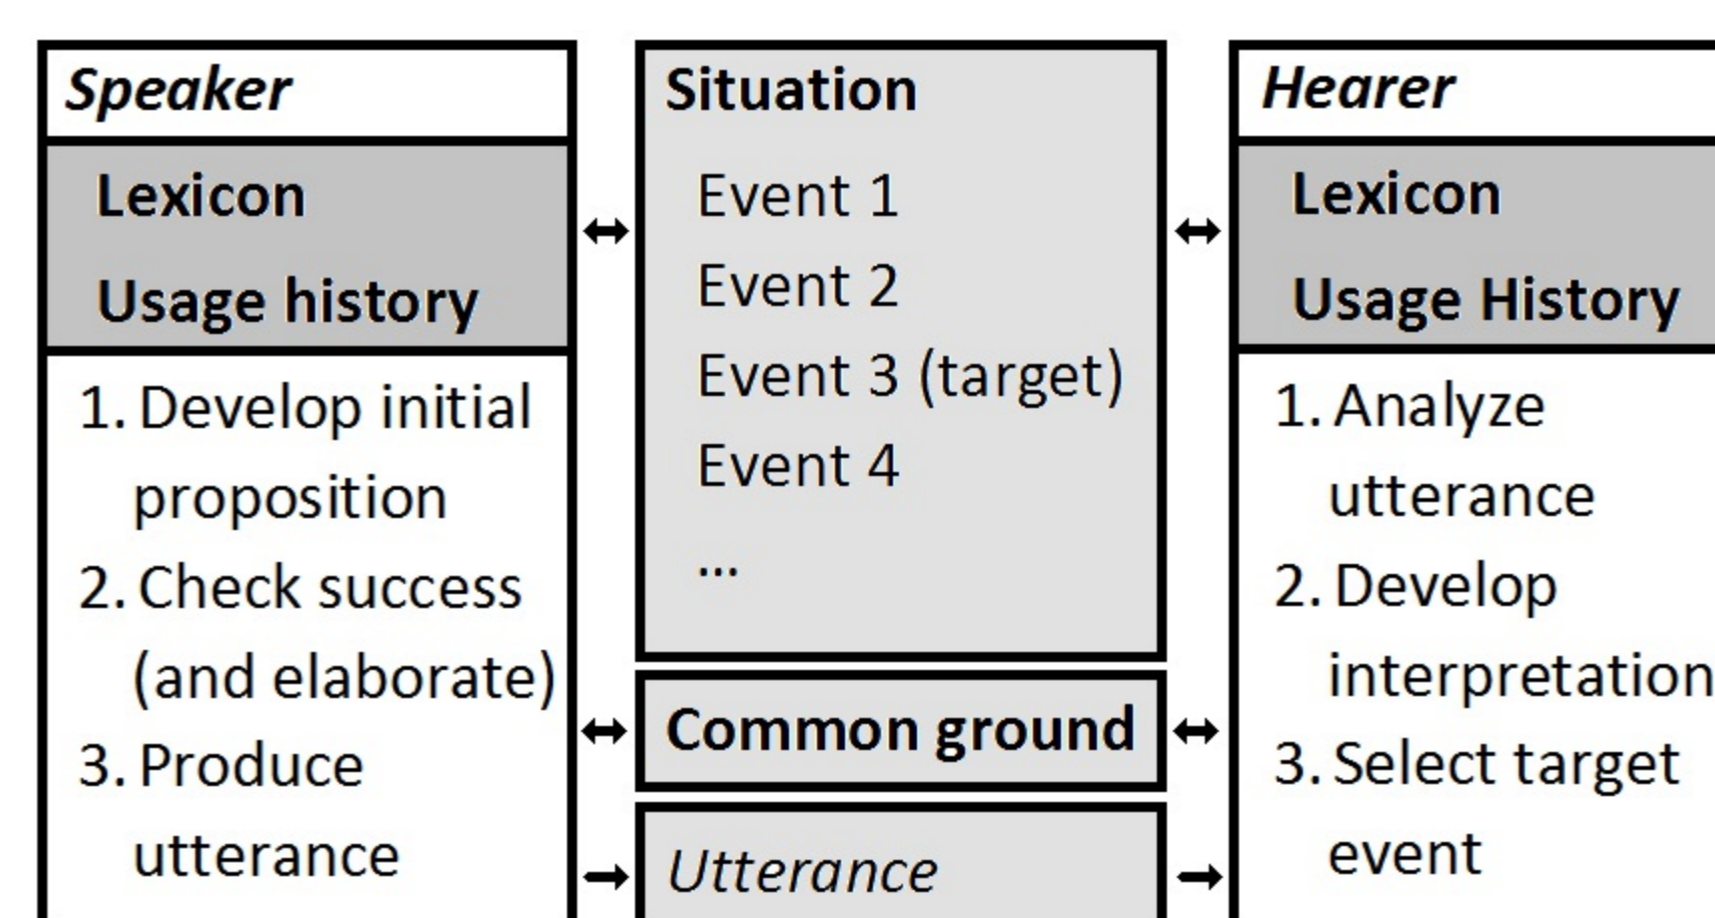 Speaker
Lexicon
Usage history
1. Develop initial
proposition
2. Check success
(and elaborate)
3. Produce
utterance
Situation
Event 1
Event 2
Event 3 (target)
Event 4
...
Common ground
Utterance
Hearer
Lexicon
Usage History
1. Analyze
utterance
2. Develop
interpretation
3. Select target
event